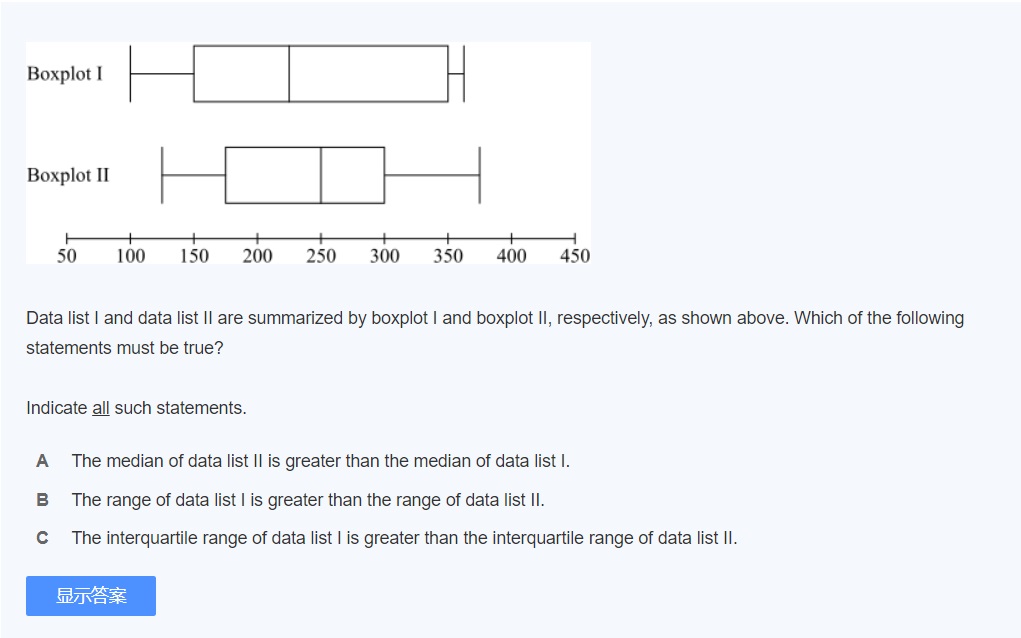 Boxplot I
Boxplot II
50 100 150 200 250 300 350 400 450
Data list I and data list II are summarized by boxplot I and boxplot II, respectively, as shown above. Which of the following
statements must be true?
Indicate all such statements.
A The median of data list II is greater than the median of data list I.
B The range of data list I is greater than the range of data list II.
C The interquartile range of data list I is greater than the interquartile range of data list II.
显示答案